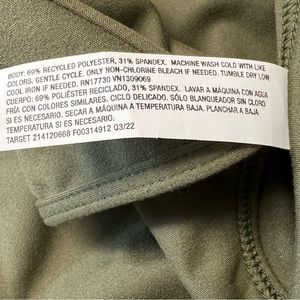 BODY: 69% RECYCLED POLYESTER, 31% SPANDEX. MACHINE WASH COLD WITH LIKE
COLORS. GENTLE CYCLE. ONLY NON-CHLORINE BLEACH IF NEEDED. TUMBLE DRY LOW.
COOL IRON IF NEEDED. RN17730 VN1309069
CUERPO: 69% POLIÉSTER RECICLADO, 31% SPANDEX. LAVAR A MÁQUINA CON AGUA
FRÍA CON COLORES SIMILARES. CICLO DELICADO. SÓLO BLANQUEADOR SIN CLORO
SI ES NECESARIO. SECAR A MÁQUINA A TEMPERATURA BAJA. PLANCHAR A BAJA
TEMPERATURA SI ES NECESARIO.
TARGET 214120668 F00314912 Q3/22